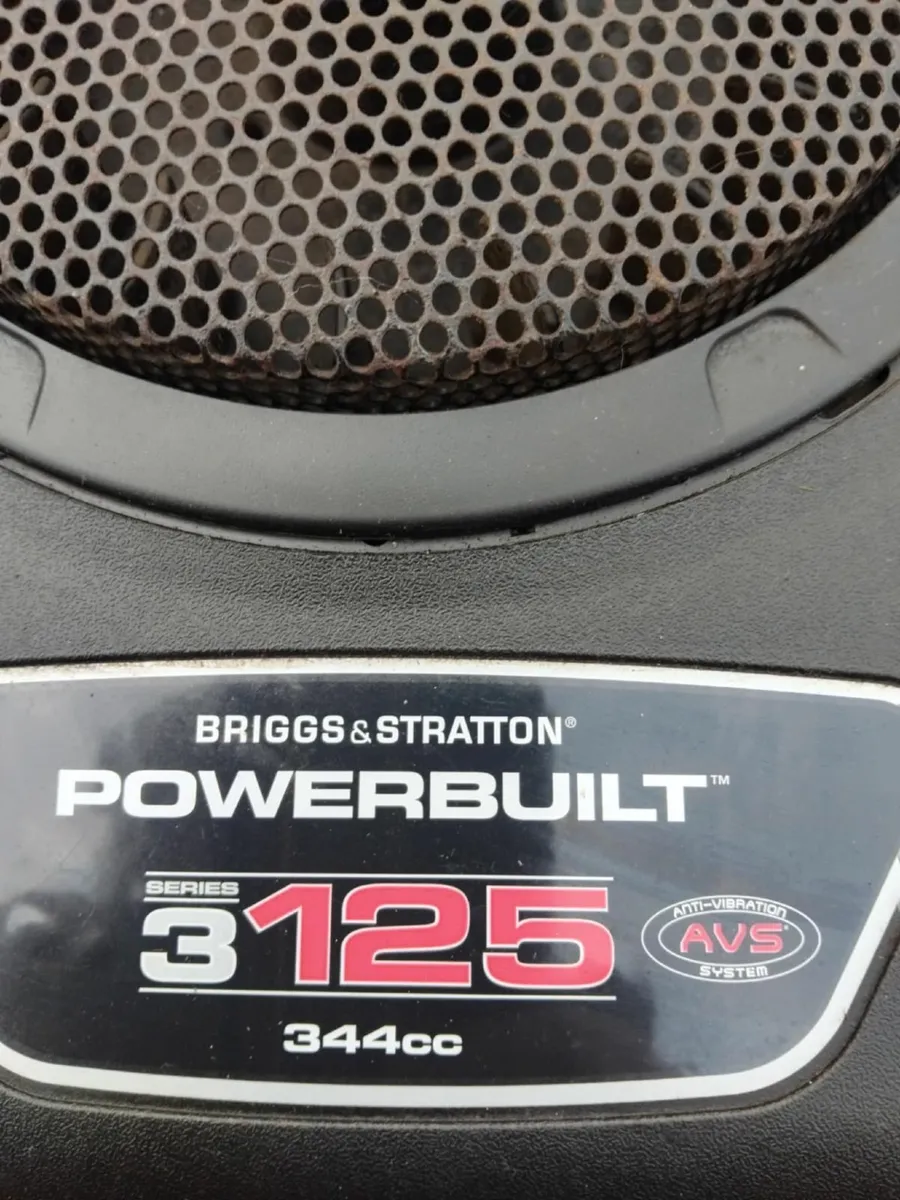 BRIGGS&STRATTON®
POWERBUILT™
SERIES
3125
344cc
ANTI-VIBRATION
AVS®
SYSTEM